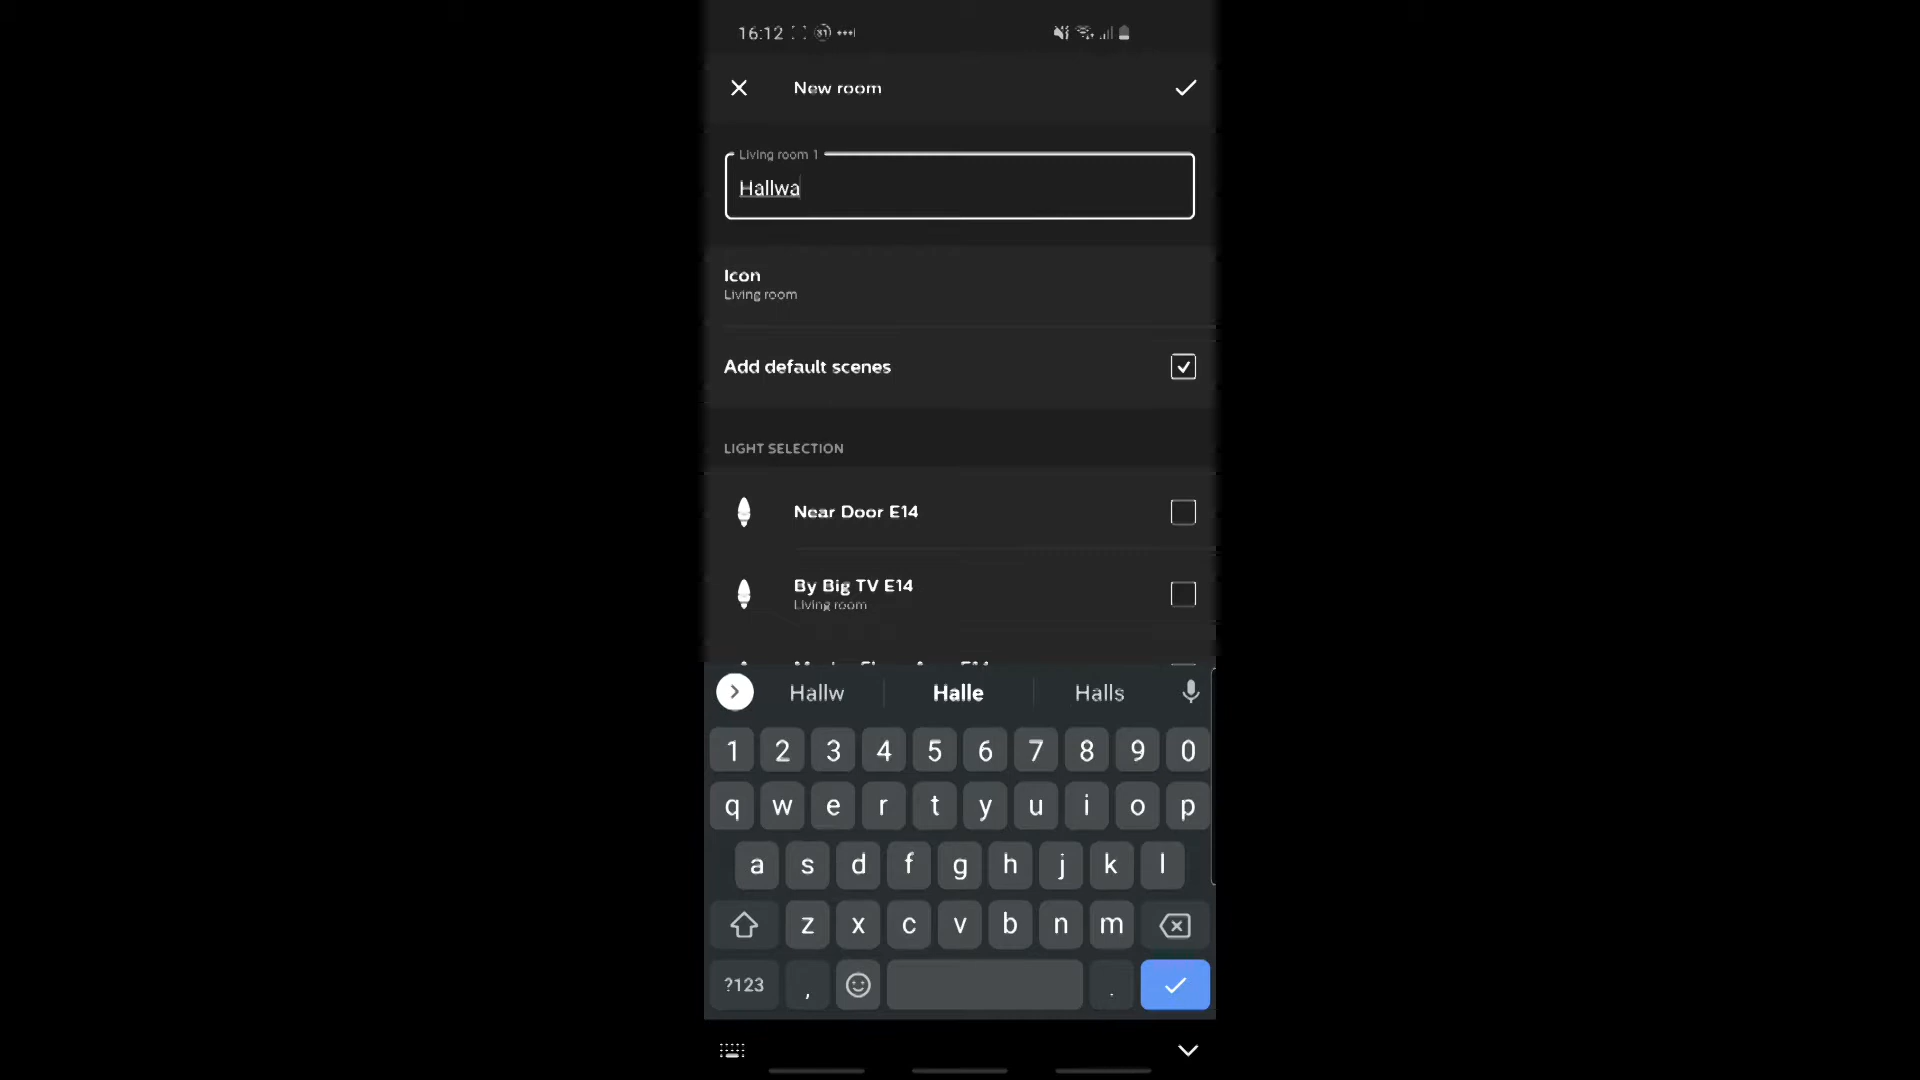 16:12
New room
Living room 1
Hallwa
Icon
Living room
Add default scenes
LIGHT SELECTION
Near Door E14
By Big TV E14
Living room
Hallw Halle Halls
1 2 3 4 5 6 7 8 9 0
q w e r t y u i o p
a s d f g h j k l
z x c v b n m
?123 , .